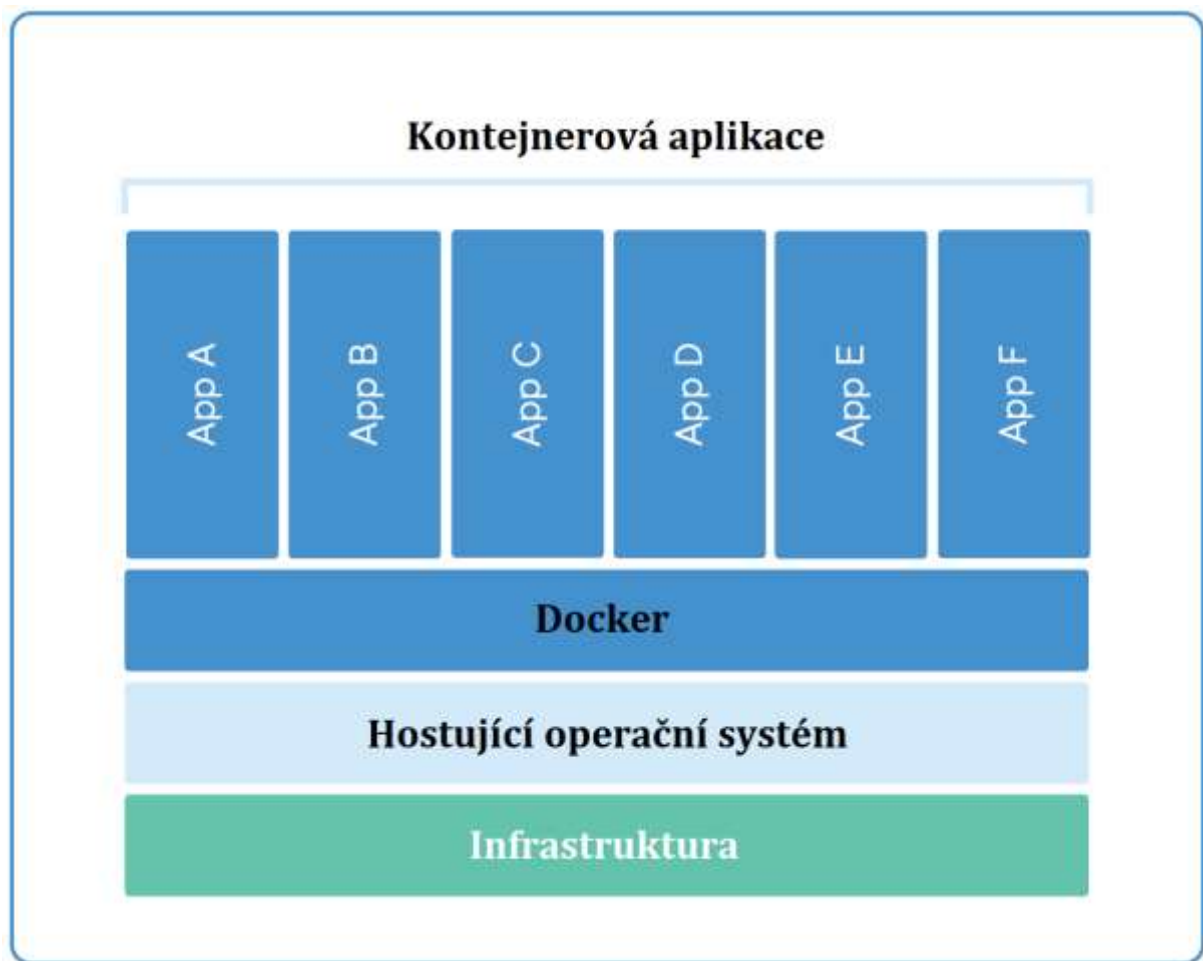 Kontejnerová aplikace
App A
App B
App C
App D
App E
App F
Docker
Hostující operační systém
Infrastruktura